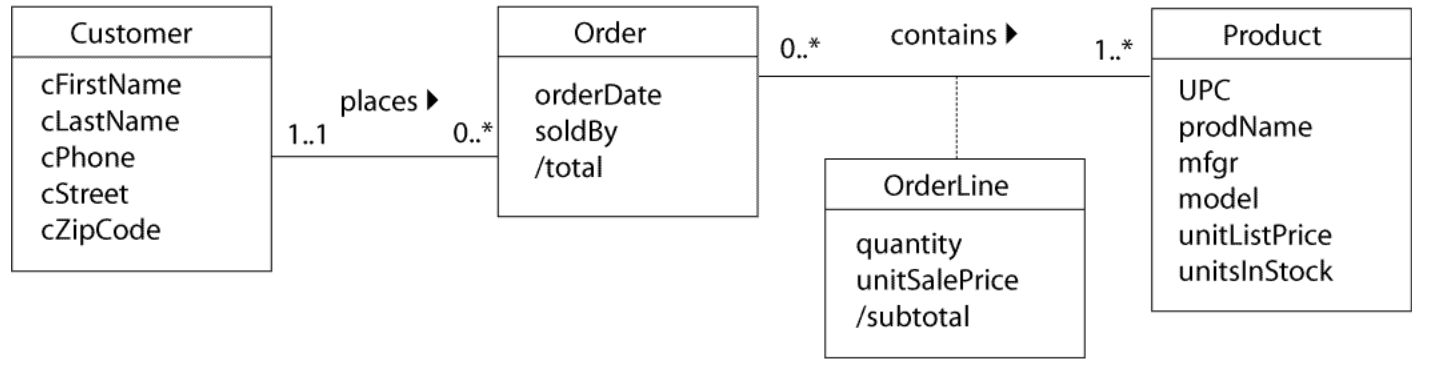 Customer
cFirstName
cLastName
cPhone
cStreet
cZipCode
places ▶
1..1
0..*
Order
orderDate
soldBy
/total
0..*
contains ▶
1..*
OrderLine
quantity
unitSalePrice
/subtotal
Product
UPC
prodName
mfgr
model
unitListPrice
unitsInStock